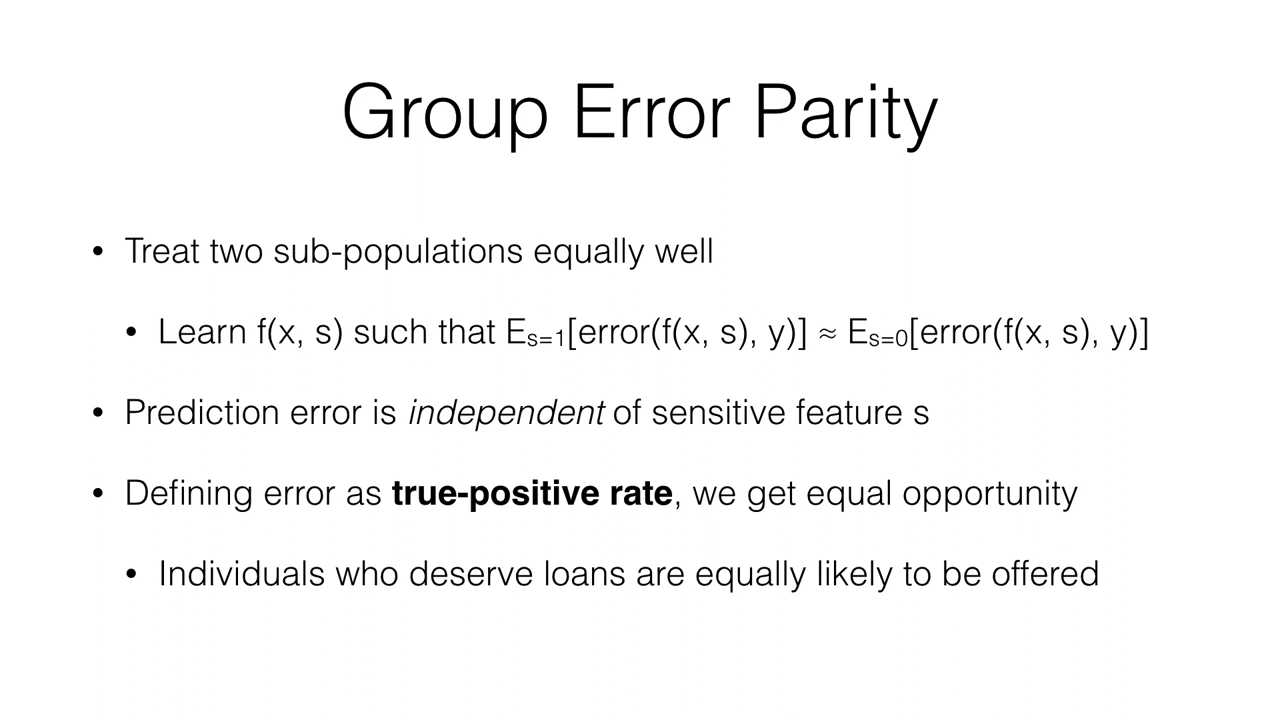 Group Error Parity
• Treat two sub-populations equally well
• Learn f(x, s) such that Es=1[error(f(x, s), y)] ≈ Es=0[error(f(x, s), y)]
• Prediction error is independent of sensitive feature s
• Defining error as true-positive rate, we get equal opportunity
• Individuals who deserve loans are equally likely to be offered